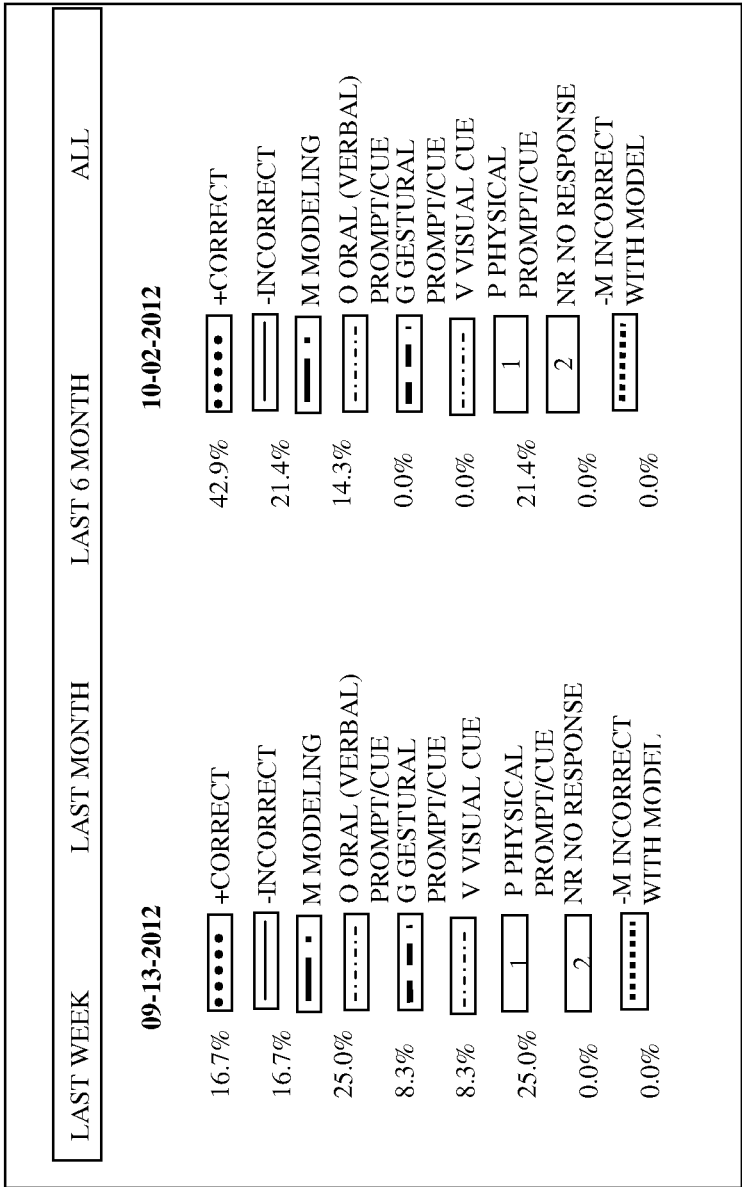 LAST WEEK LAST MONTH LAST 6 MONTH ALL
09-13-2012 10-02-2012
16.7% +CORRECT 42.9% +CORRECT
16.7% -INCORRECT 21.4% -INCORRECT
25.0% M MODELING 14.3% M MODELING
8.3% O ORAL (VERBAL) 0.0% O ORAL (VERBAL)
PROMPT/CUE PROMPT/CUE
8.3% G GESTURAL 0.0% G GESTURAL
PROMPT/CUE PROMPT/CUE
25.0% V VISUAL CUE 21.4% V VISUAL CUE
0.0% 1 P PHYSICAL 0.0% 1 P PHYSICAL
PROMPT/CUE PROMPT/CUE
0.0% 2 NR NO RESPONSE 0.0% 2 NR NO RESPONSE
-M INCORRECT -M INCORRECT
WITH MODEL WITH MODEL